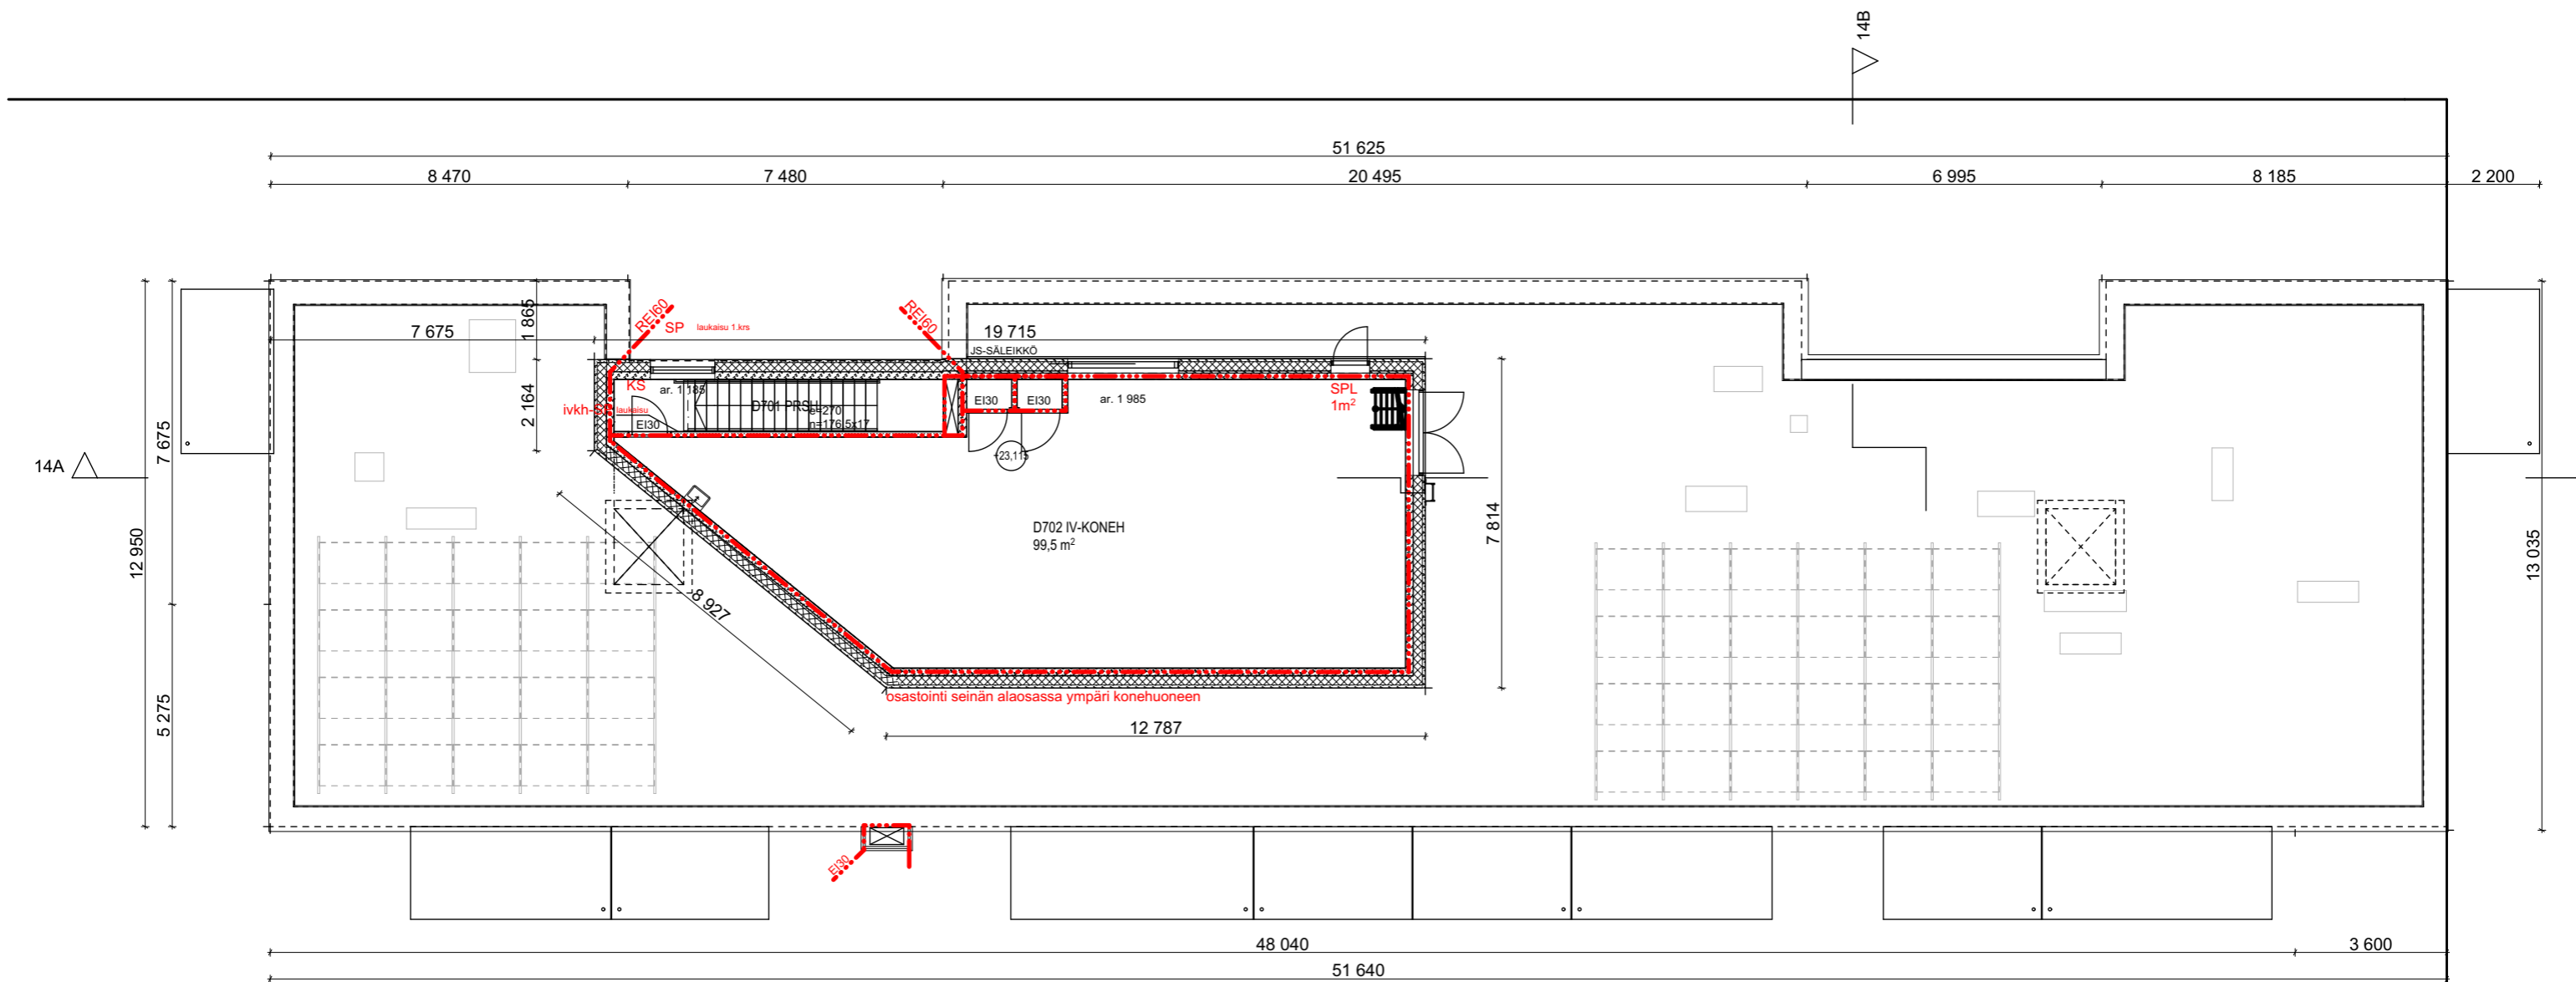 14B
51 625
8 470
7 480
20 495
6 995
8 185
2 200
REI60
SP
laukaisu 1.krs
REI60
1 865
7 675
19 715
JS-SÄLEIKKÖ
KS
ar. 1 185
ivkh-
laukaisu
D701 PRSH
e=270
n=176,5x17
EI30
EI30
EI30
ar. 1 985
SPL
1m²
2 164
+23,115
14A
7 675
12 950
5 275
D702 IV-KONEH
99,5 m²
7 814
13 035
8 927
osastointi seinän alaosassa ympäri konehuoneen
12 787
EI30
48 040
3 600
51 640